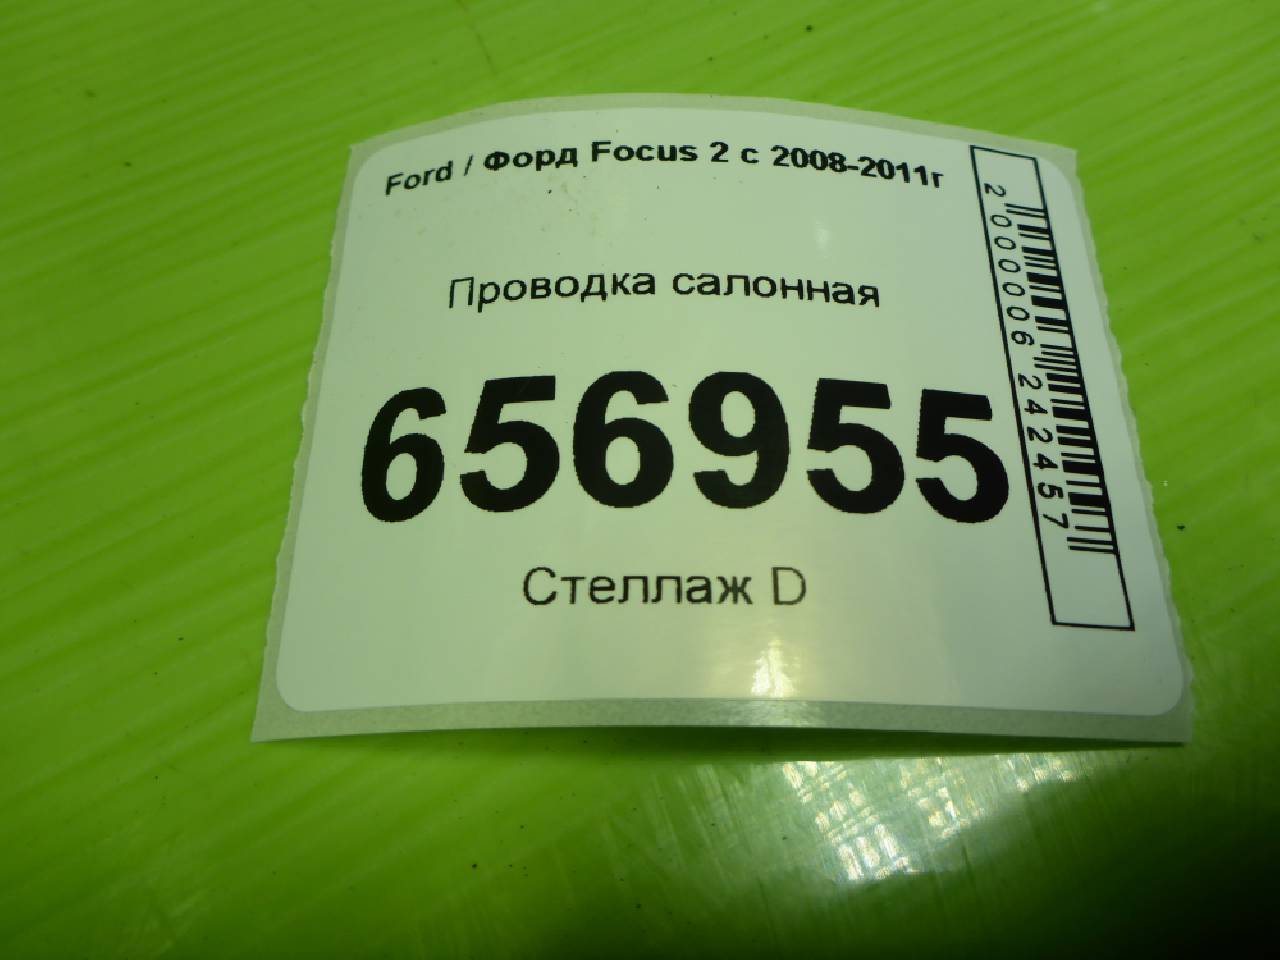 Ford / Форд Focus 2 с 2008-2011г
Проводка салонная
656955
Стеллаж D
2000006242457